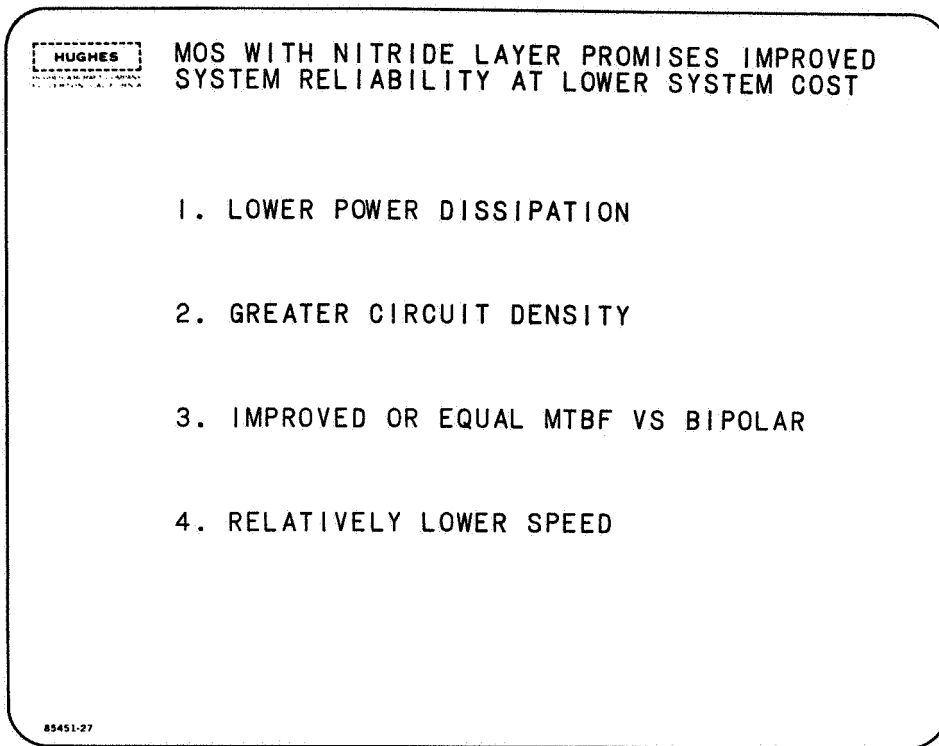 HUGHES
MOS WITH NITRIDE LAYER PROMISES IMPROVED
SYSTEM RELIABILITY AT LOWER SYSTEM COST
1. LOWER POWER DISSIPATION
2. GREATER CIRCUIT DENSITY
3. IMPROVED OR EQUAL MTBF VS BIPOLAR
4. RELATIVELY LOWER SPEED
85451-27